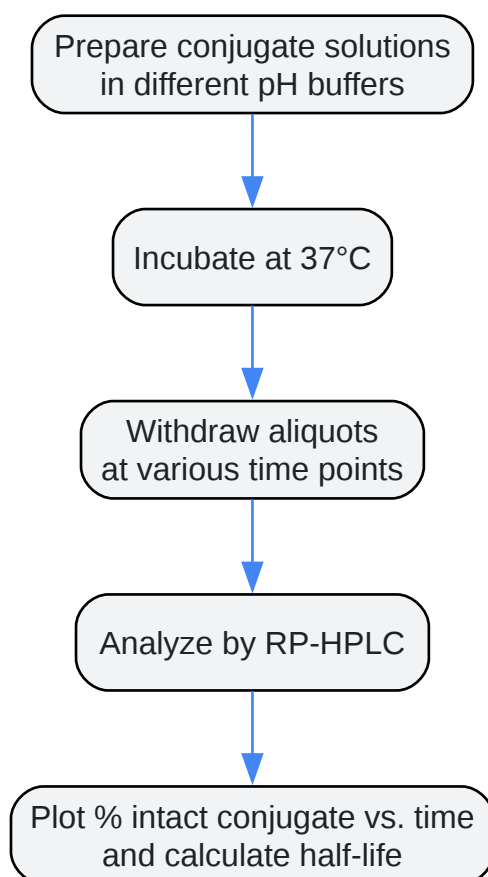 Prepare conjugate solutions
in different pH buffers
Incubate at 37°C
Withdraw aliquots
at various time points
Analyze by RP-HPLC
Plot % intact conjugate vs. time
and calculate half-life